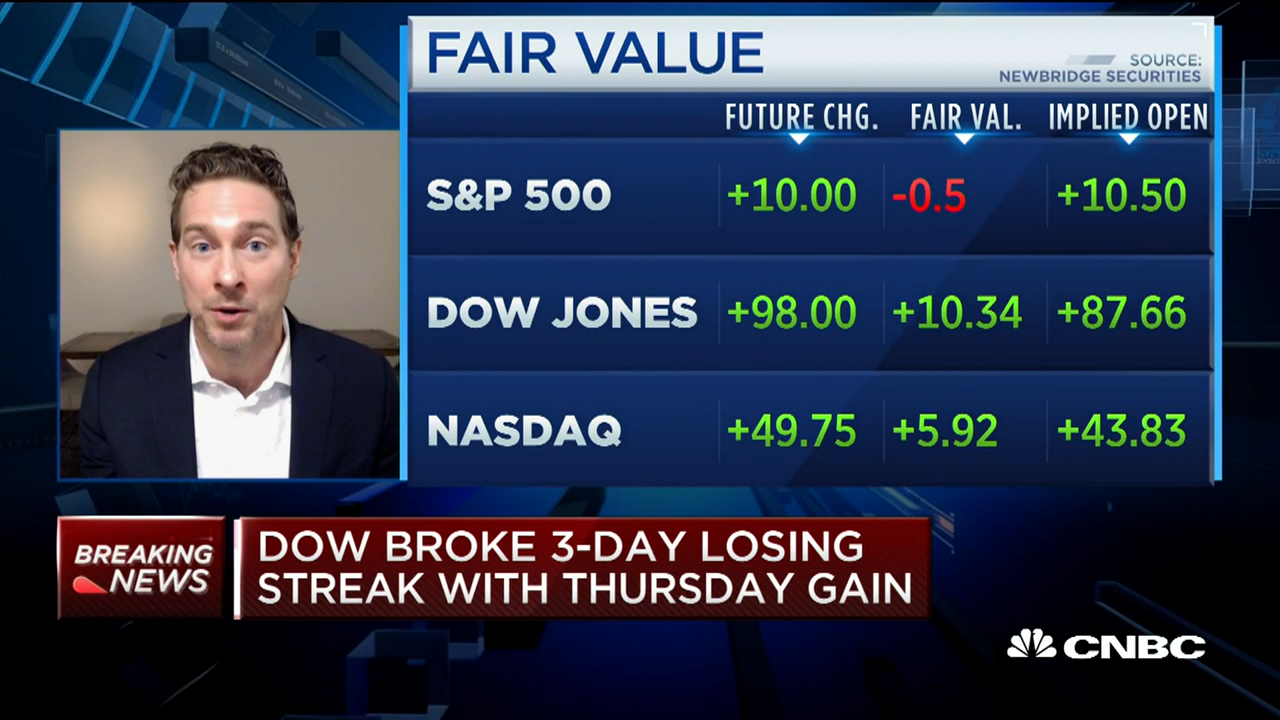 FAIR VALUE
SOURCE:
NEWBRIDGE SECURITIES
FUTURE CHG. FAIR VAL. IMPLIED OPEN
S&P 500 +10.00 -0.5 +10.50
DOW JONES +98.00 +10.34 +87.66
NASDAQ +49.75 +5.92 +43.83
BREAKING
NEWS
DOW BROKE 3-DAY LOSING
STREAK WITH THURSDAY GAIN
CNBC